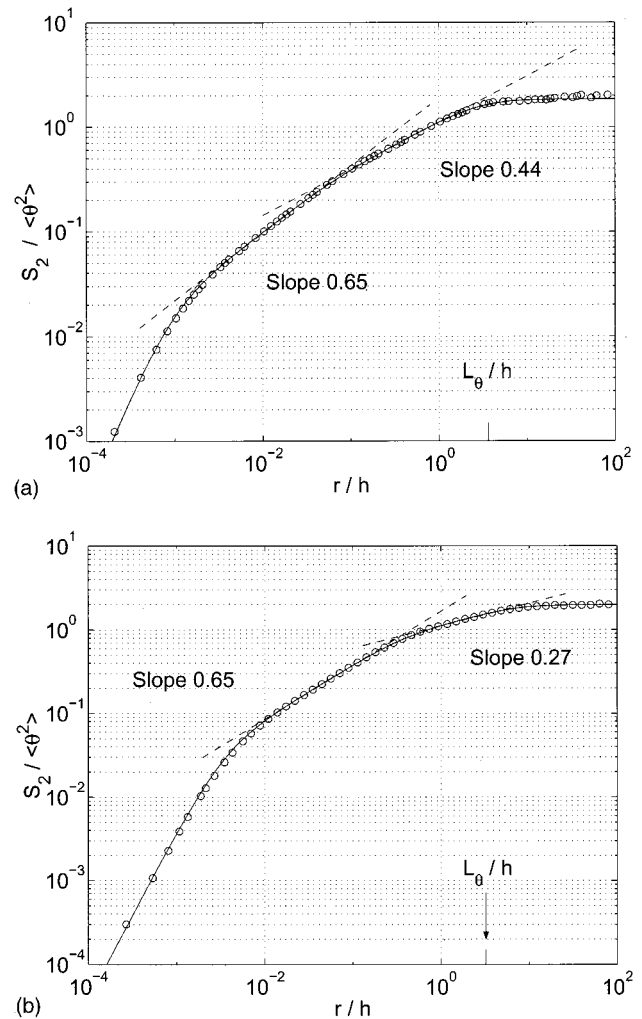 10^1
10^0
10^-1
10^-2
10^-3
S_2 / <θ^2>
Slope 0.44
Slope 0.65
L_θ / h
10^-4
10^-2
10^0
10^2
r / h
(a)
10^1
10^0
10^-1
10^-2
10^-3
10^-4
S_2 / <θ^2>
Slope 0.65
Slope 0.27
L_θ / h
10^-4
10^-2
10^0
10^2
r / h
(b)